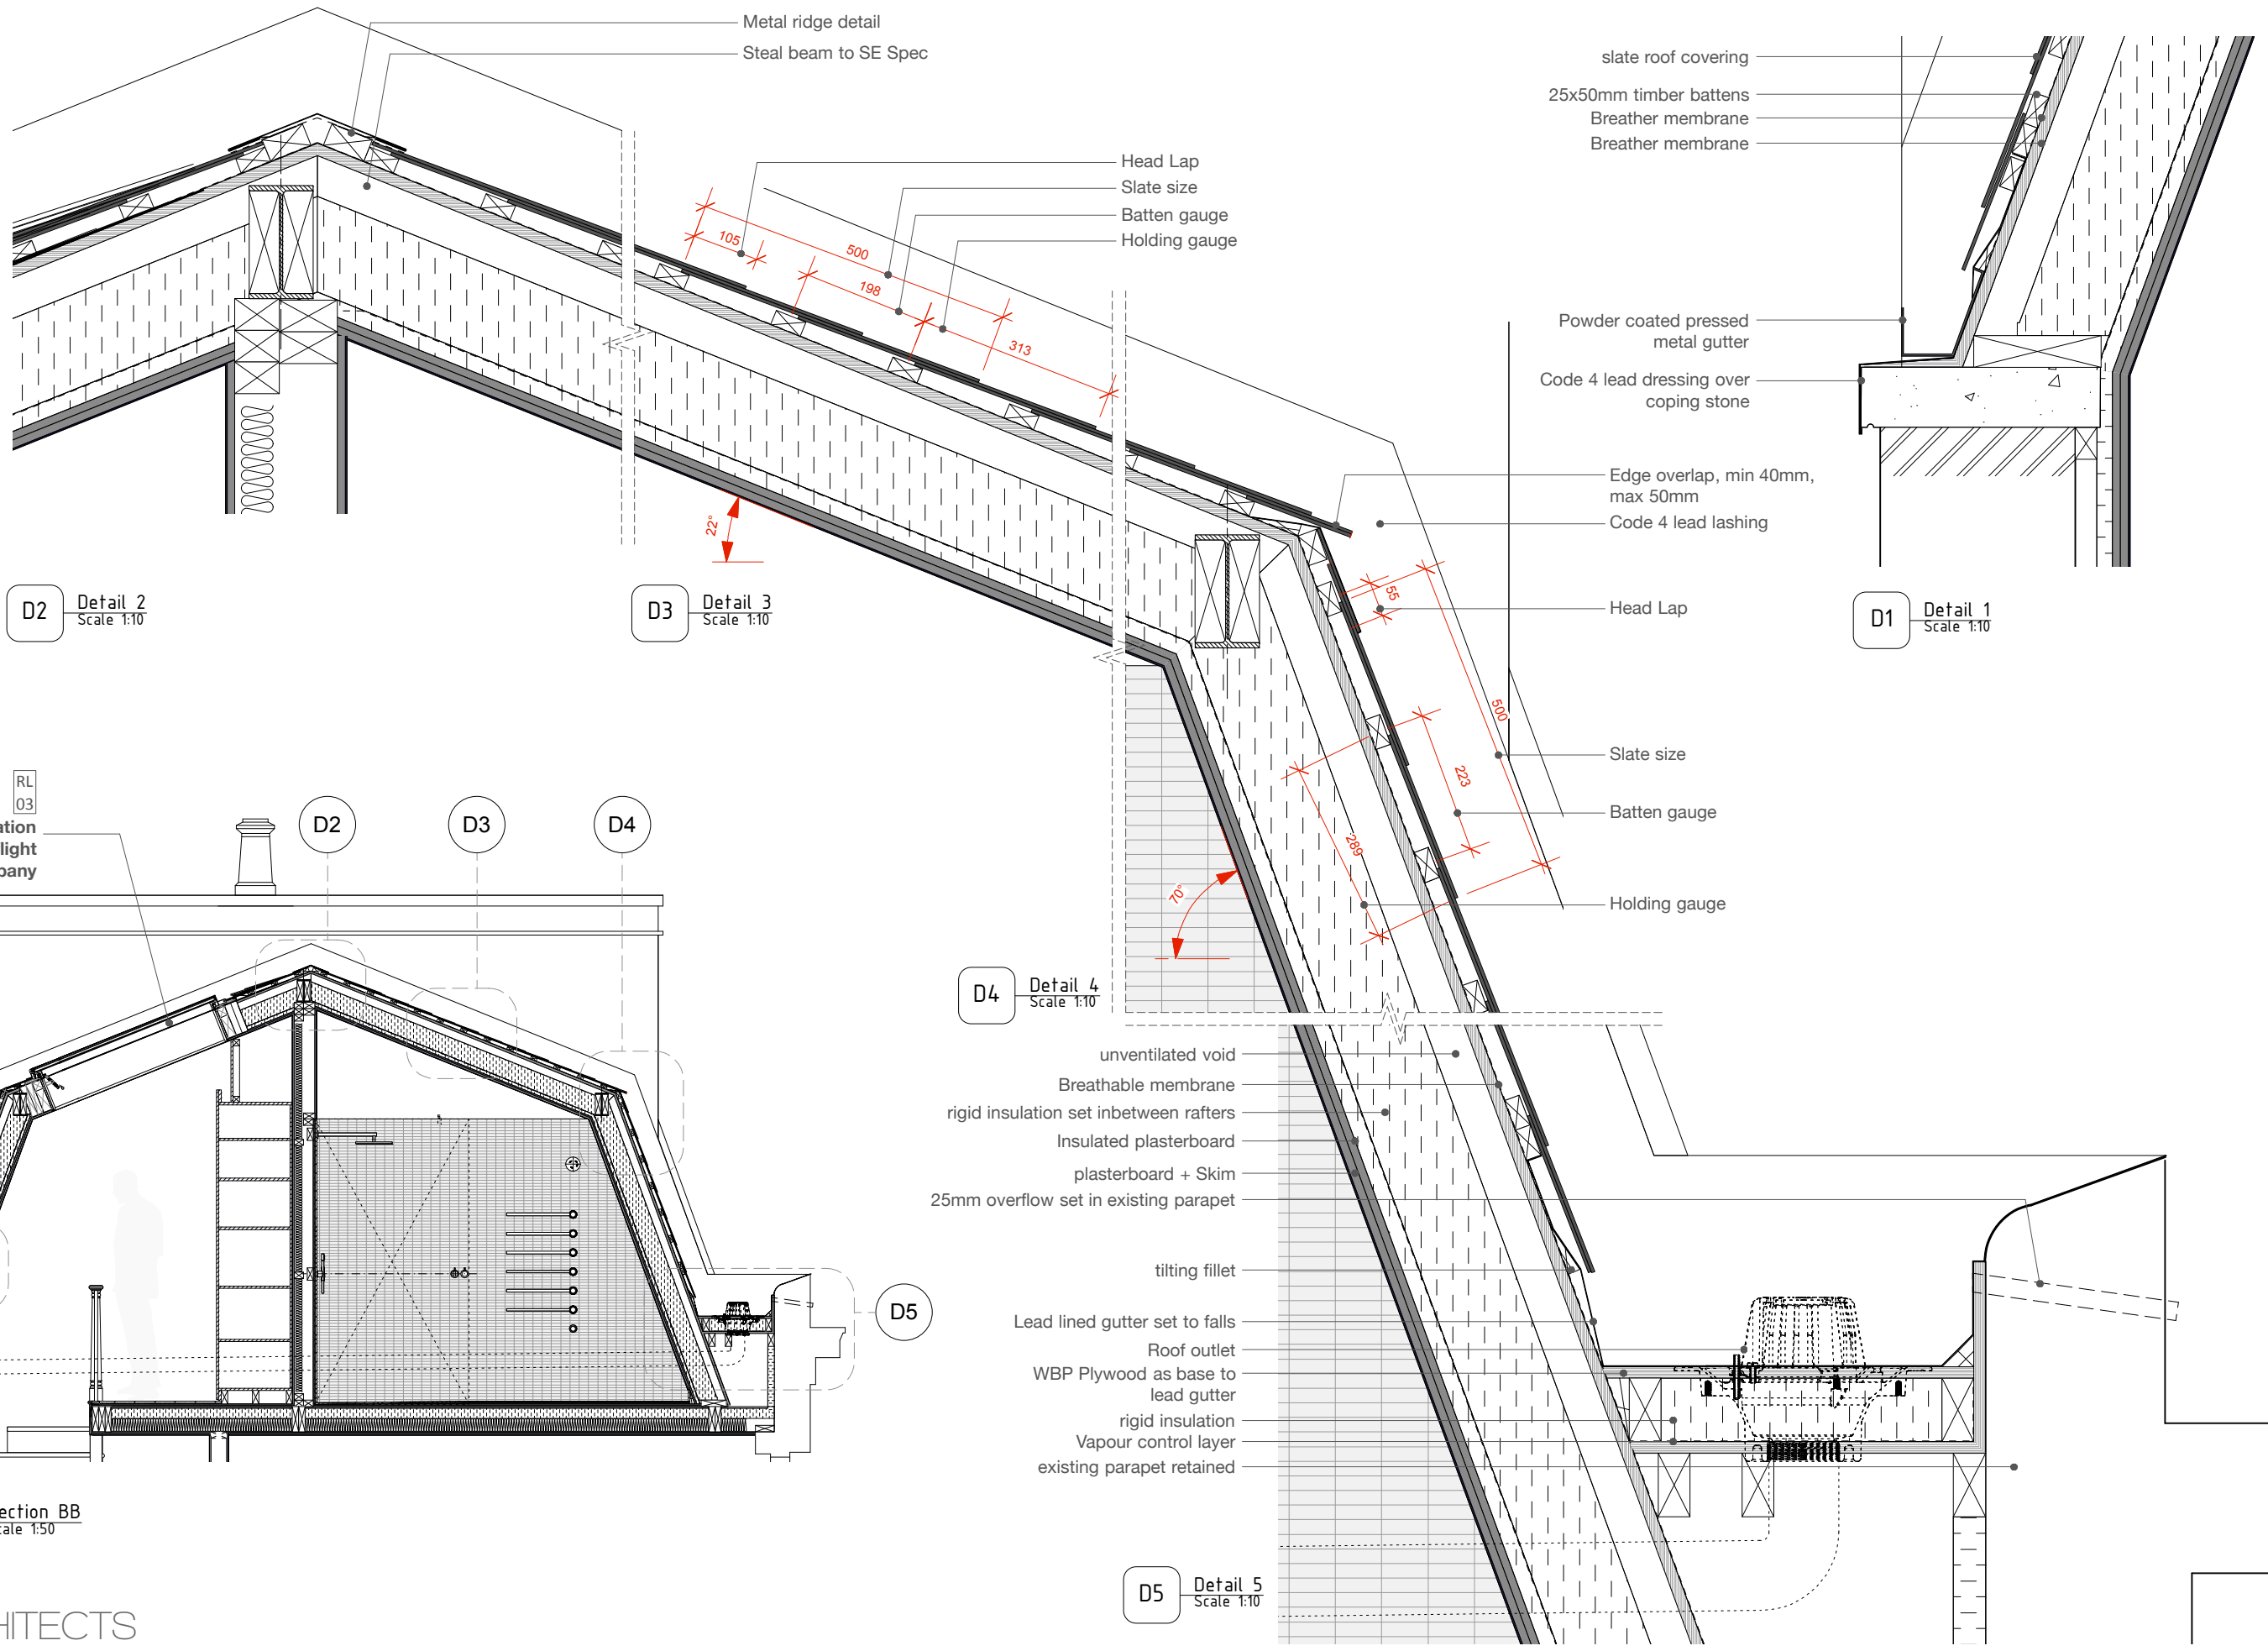 Metal ridge detail
Steal beam to SE Spec
Head Lap
Slate size
Batten gauge
Holding gauge
105
500
198
313
22°
D2
Detail 2
Scale 1:10
D3
Detail 3
Scale 1:10
slate roof covering
25x50mm timber battens
Breather membrane
Breather membrane
Powder coated pressed
metal gutter
Code 4 lead dressing over
coping stone
D1
Detail 1
Scale 1:10
Edge overlap, min 40mm,
max 50mm
Code 4 lead lashing
Head Lap
Slate size
Batten gauge
Holding gauge
55
500
223
289
70°
D4
Detail 4
Scale 1:10
RL
03
ation
light
pany
D2
D3
D4
D5
ection BB
cale 1:50
unventilated void
Breathable membrane
rigid insulation set inbetween rafters
Insulated plasterboard
plasterboard + Skim
25mm overflow set in existing parapet
tilting fillet
Lead lined gutter set to falls
Roof outlet
WBP Plywood as base to
lead gutter
rigid insulation
Vapour control layer
existing parapet retained
D5
Detail 5
Scale 1:10
HITECTS